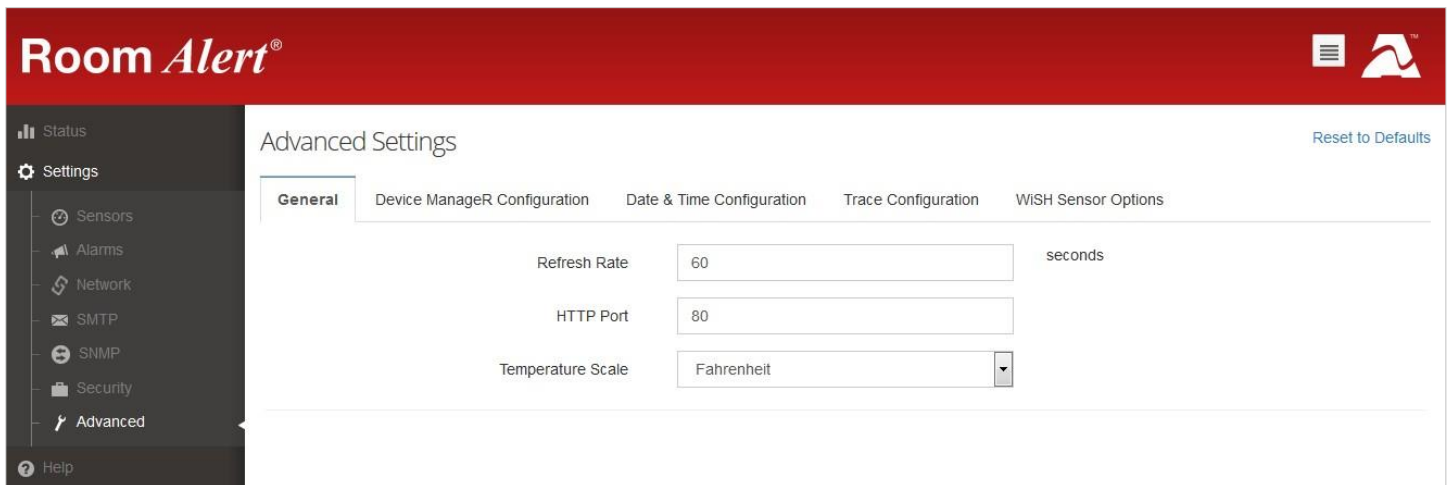 Room Alert®
TM
Status
Settings
Sensors
Alarms
Network
SMTP
SNMP
Security
Advanced
Help
Advanced Settings
Reset to Defaults
General Device ManageR Configuration Date & Time Configuration Trace Configuration WiSH Sensor Options
Refresh Rate 60 seconds
HTTP Port 80
Temperature Scale Fahrenheit